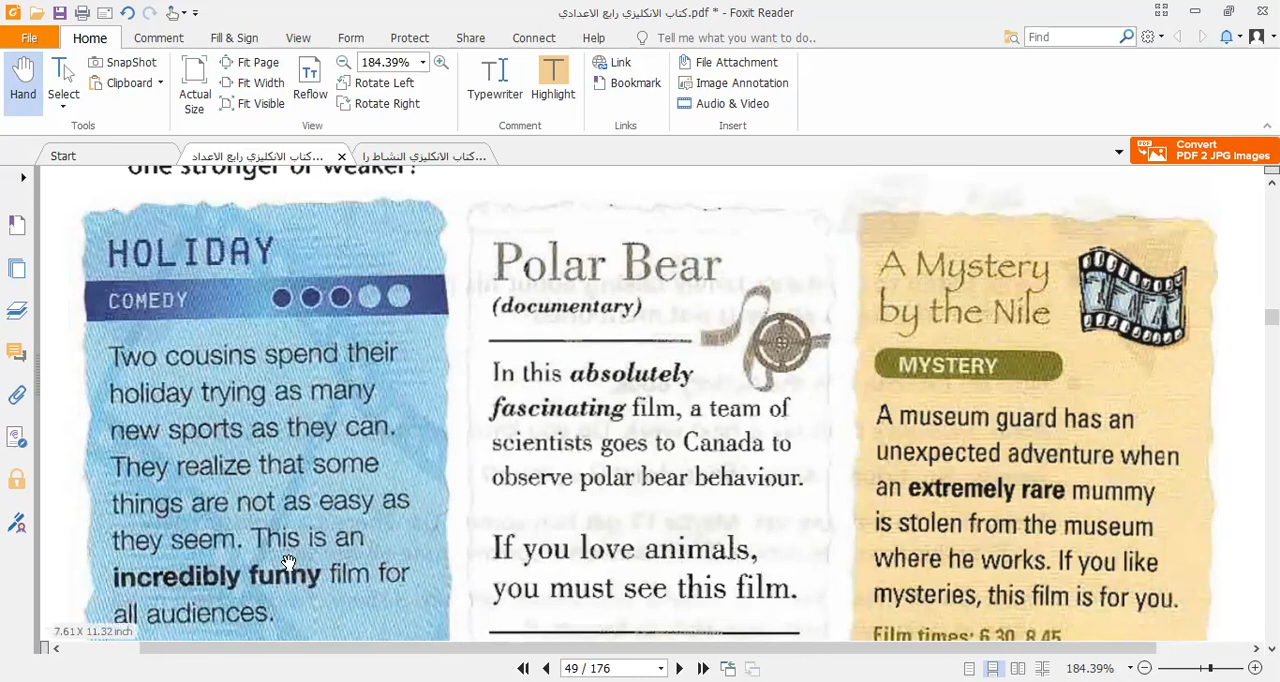 كتاب الانكليزي رابع الاعدادي.pdf * - Foxit Reader
File
Home
Comment
Fill & Sign
View
Form
Protect
Share
Connect
Help
Tell me what you want to do..
Find
Hand
Select
SnapShot
Clipboard
Tools
Actual
Size
Fit Page
Fit Width
Fit Visible
Reflow
184.39%
Rotate Left
Rotate Right
View
Typewriter
Highlight
Comment
Link
Bookmark
Links
File Attachment
Image Annotation
Audio & Video
Insert
Start
كتاب الانكليزي رابع الاعداد...
كتاب الانكليزي النشاط را...
Convert
PDF 2 JPG Images
one stronger or weaker?
HOLIDAY
COMEDY
Two cousins spend their
holiday trying as many
new sports as they can.
They realize that some
things are not as easy as
they seem. This is an
incredibly funny film for
all audiences.
Polar Bear
(documentary)
In this absolutely
fascinating film, a team of
scientists goes to Canada to
observe polar bear behaviour.
If you love animals,
you must see this film.
A Mystery
by the Nile
MYSTERY
A museum guard has an
unexpected adventure when
an extremely rare mummy
is stolen from the museum
where he works. If you like
mysteries, this film is for you.
Film times: 6.30, 8.45
7.61 X 11.32 inch
49 / 176
184.39%